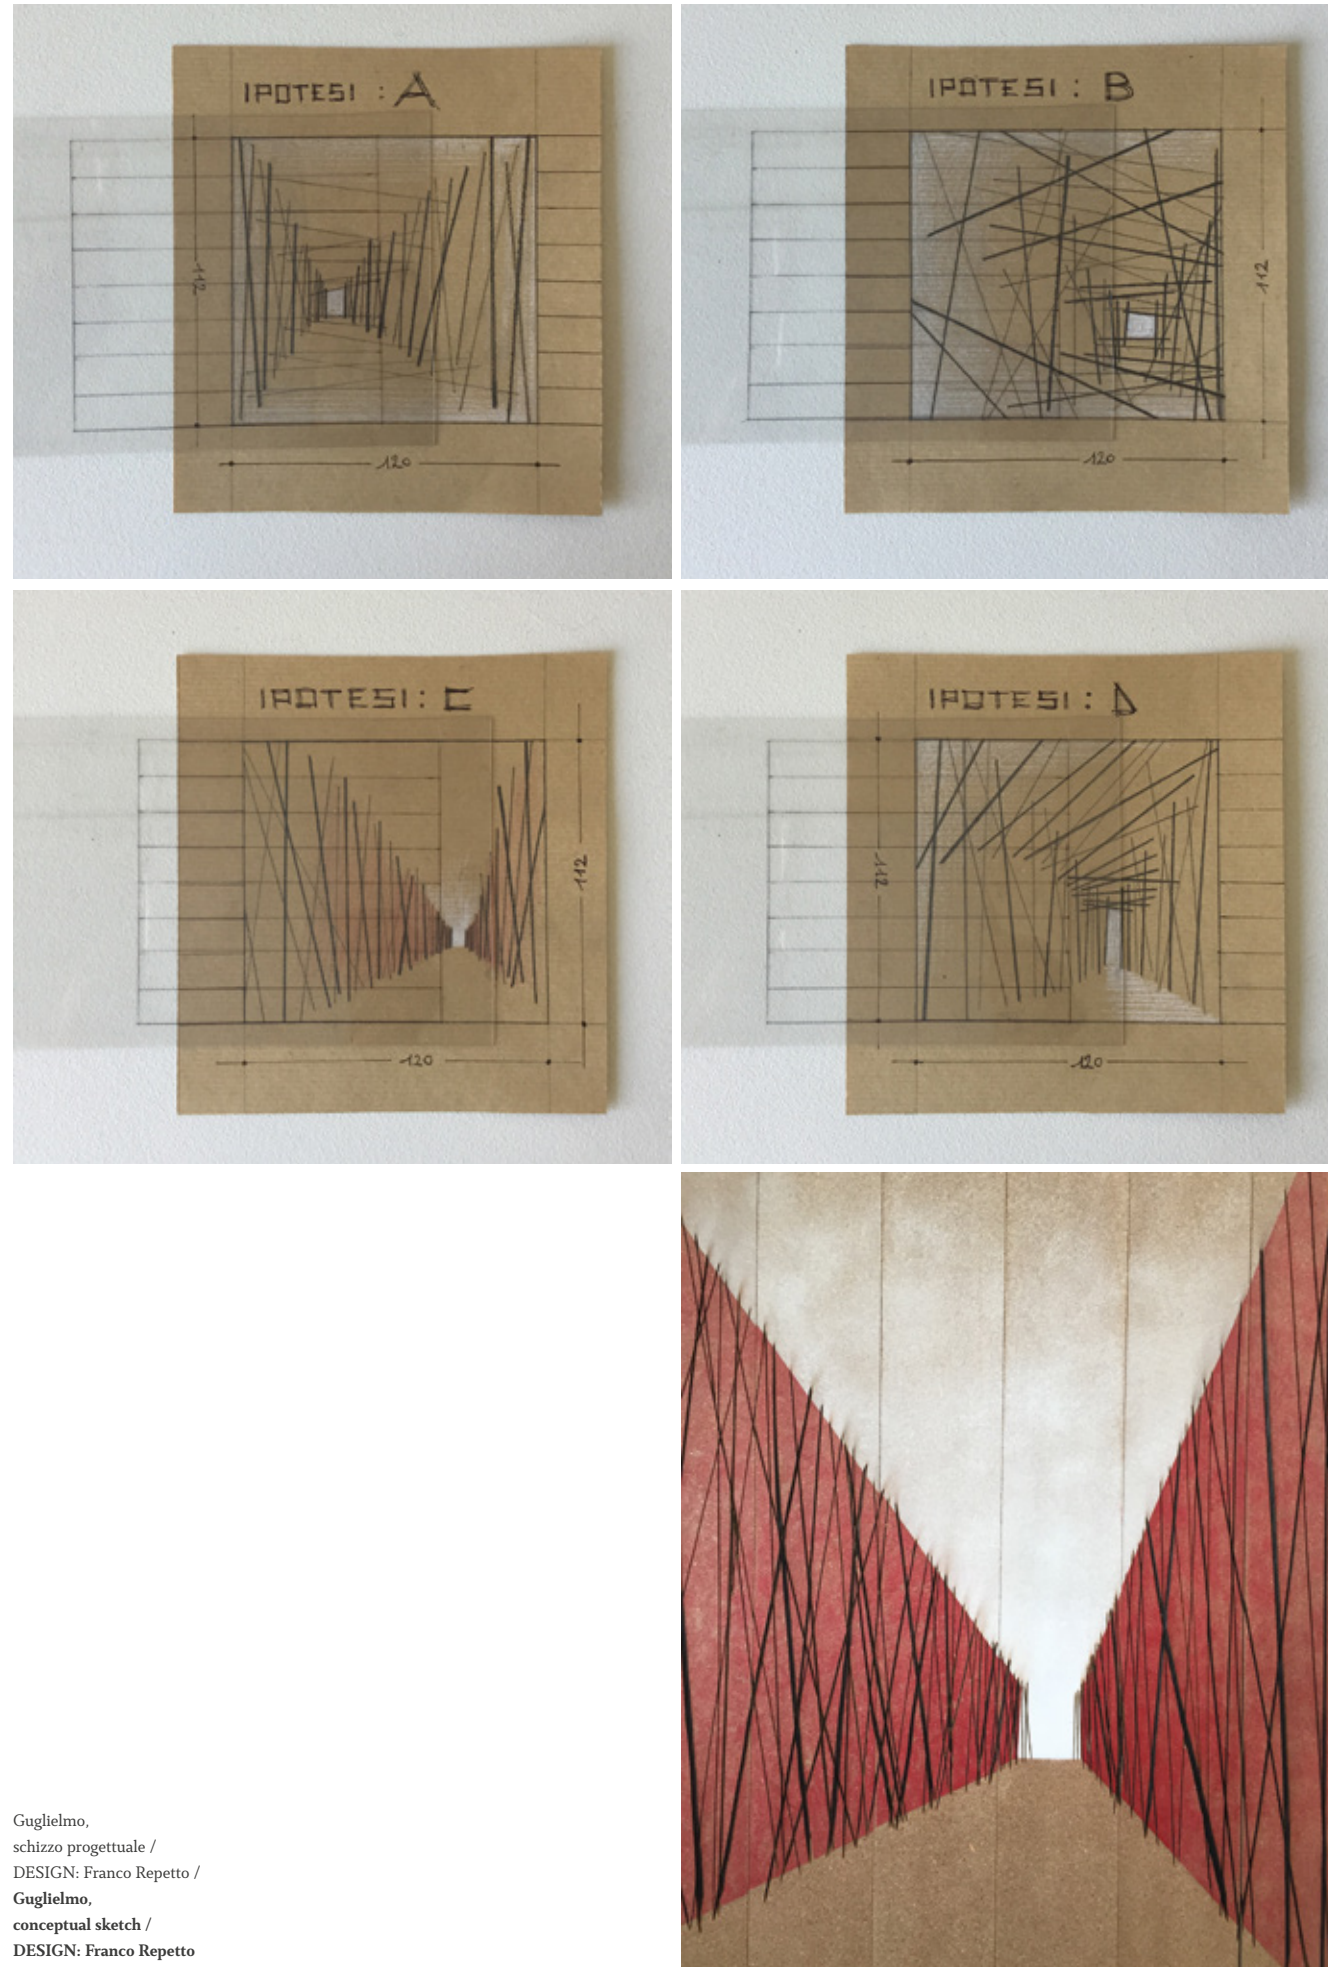 IPOTESI : A
112
120
IPOTESI : B
112
120
IPOTESI : C
112
120
IPOTESI : D
112
120
Guglielmo,
schizzo progettuale /
DESIGN: Franco Repetto /
Guglielmo,
conceptual sketch /
DESIGN: Franco Repetto